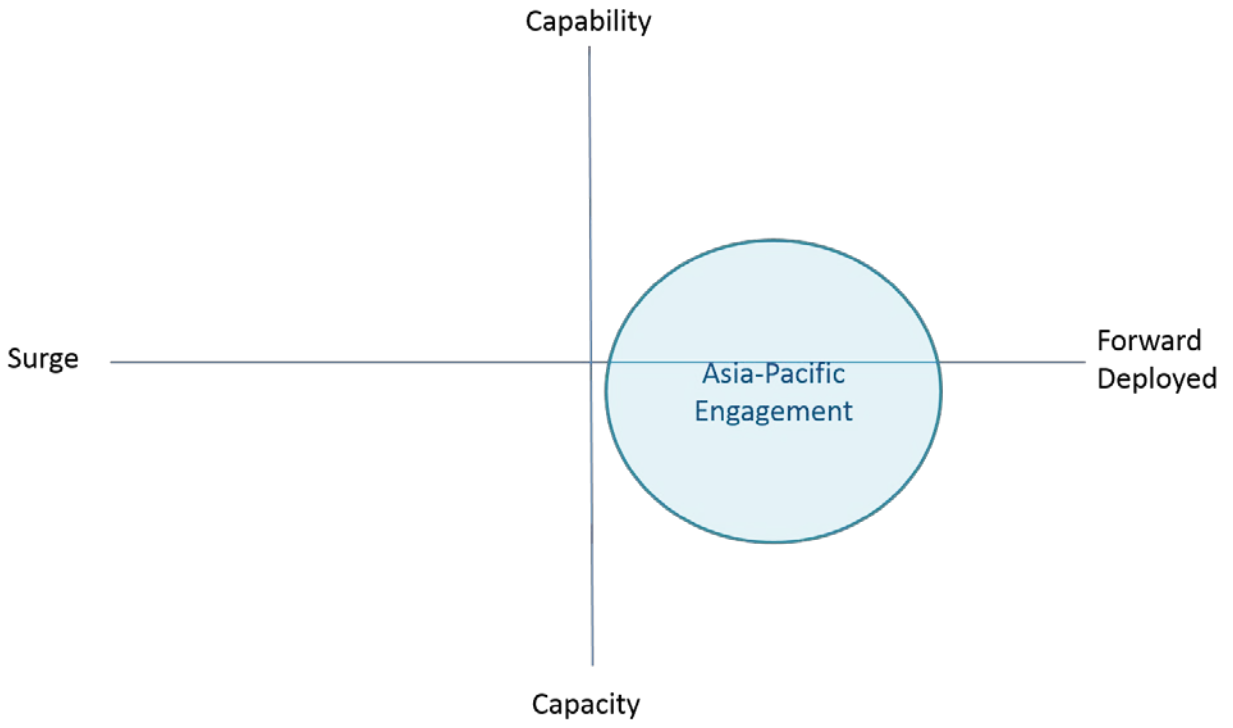 Capability
Surge
Forward
Deployed
Asia-Pacific
Engagement
Capacity